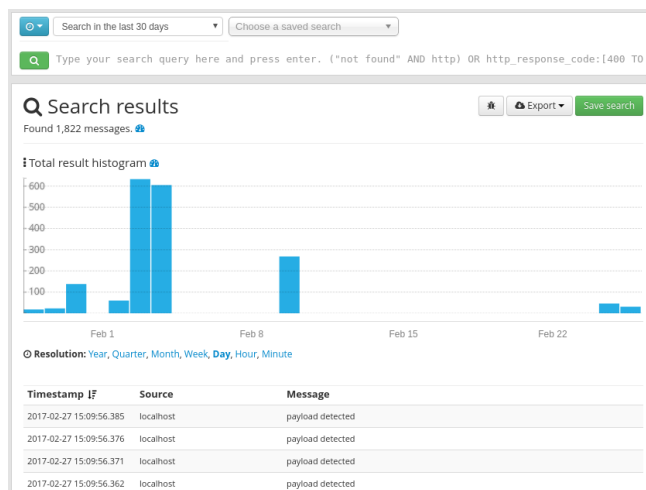 Search in the last 30 days
Choose a saved search
Type your search query here and press enter. ("not found" AND http) OR http_response_code:[400 TO
Search results
Export
Save search
Found 1,822 messages.
Total result histogram
600
500
400
300
200
100
Feb 1 Feb 8 Feb 15 Feb 22
Resolution: Year, Quarter, Month, Week, Day, Hour, Minute
Timestamp Source Message
2017-02-27 15:09:56.385 localhost payload detected
2017-02-27 15:09:56.376 localhost payload detected
2017-02-27 15:09:56.371 localhost payload detected
2017-02-27 15:09:56.362 localhost payload detected